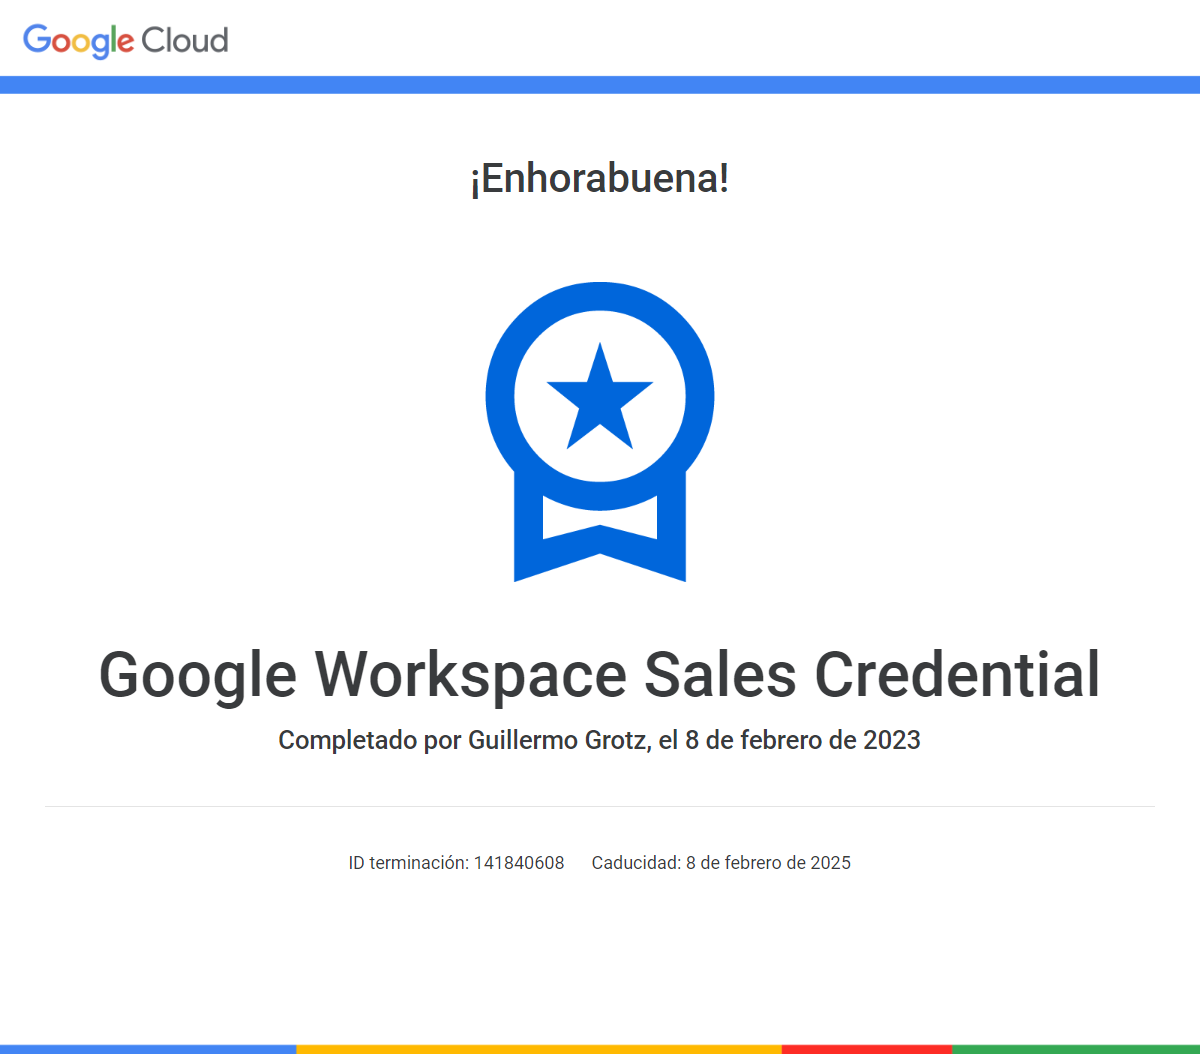 Google Cloud
¡Enhorabuena!
Google Workspace Sales Credential
Completado por Guillermo Grotz, el 8 de febrero de 2023
ID terminación: 141840608 Caducidad: 8 de febrero de 2025